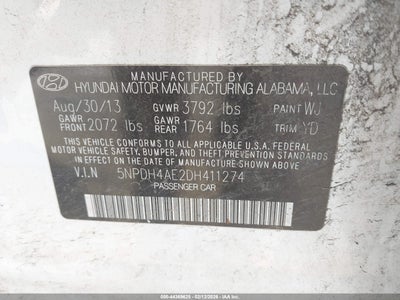 MANUFACTURED BY
HYUNDAI MOTOR MANUFACTURING ALABAMA, LLC
Aug/30/13 GVWR 3792 lbs PAINT WJ
GAWR FRONT 2072 lbs GAWR REAR 1764 lbs TRIM YD
THIS VEHICLE CONFORMS TO ALL APPLICABLE U.S.A. FEDERAL
MOTOR VEHICLE SAFETY, BUMPER, AND THEFT PREVENTION
STANDARDS IN EFFECT ON THE DATE OF MANUFACTURE SHOWN ABOVE.
V.I.N 5NPDH4AE2DH411274
PASSENGER CAR